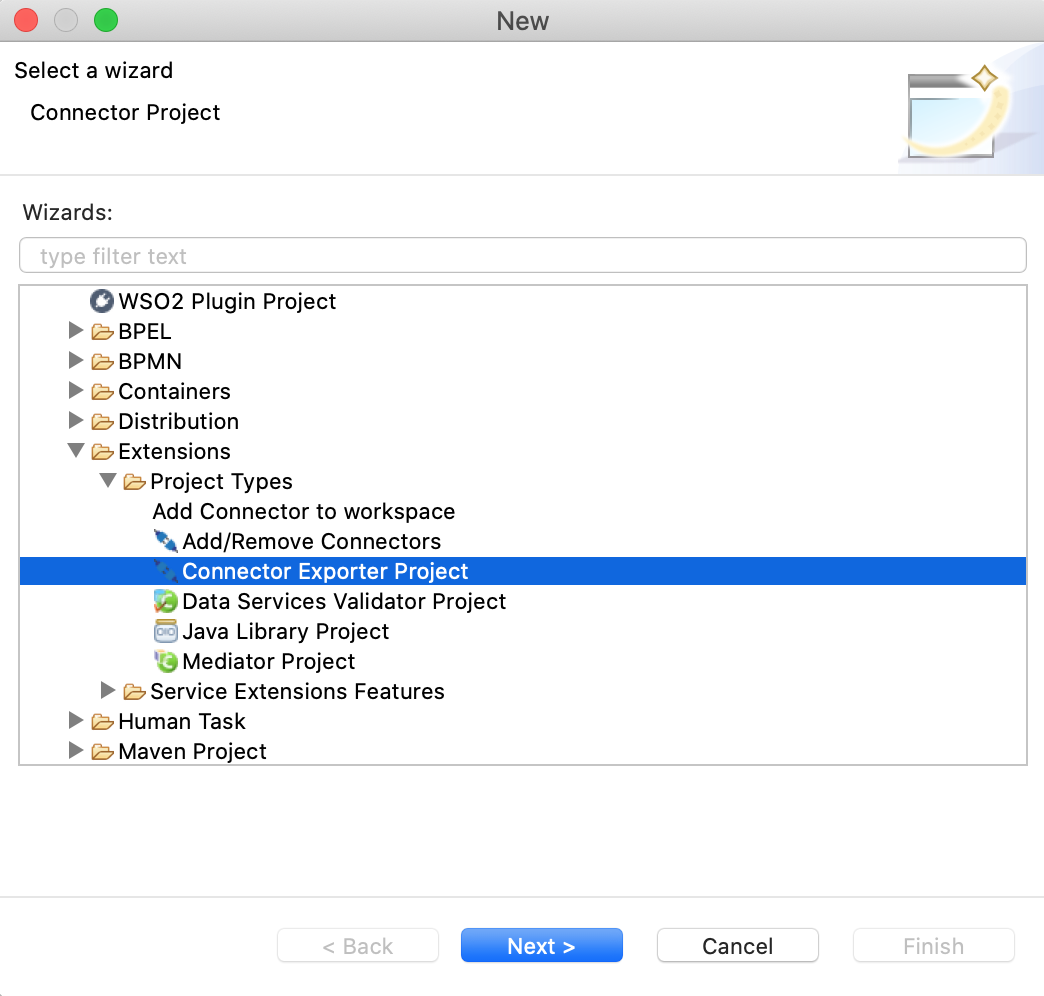 New
Select a wizard
Connector Project
Wizards:
type filter text
WSO2 Plugin Project
BPEL
BPMN
Containers
Distribution
Extensions
Project Types
Add Connector to workspace
Add/Remove Connectors
Connector Exporter Project
Data Services Validator Project
Java Library Project
Mediator Project
Service Extensions Features
Human Task
Maven Project
< Back Next > Cancel Finish